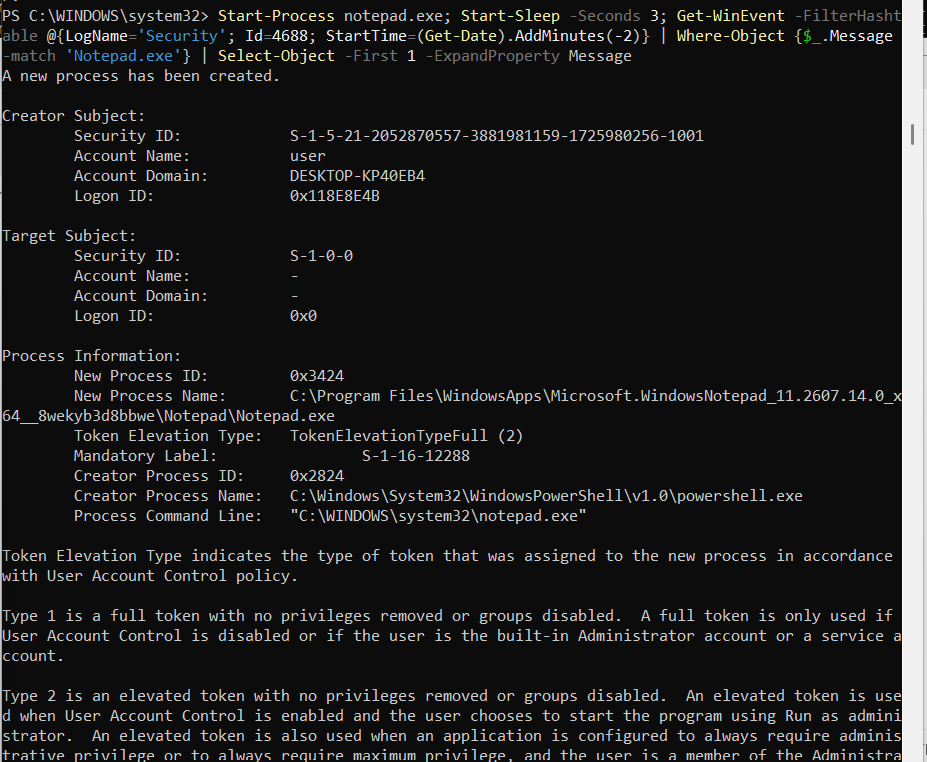 PS C:\WINDOWS\system32> Start-Process notepad.exe; Start-Sleep -Seconds 3; Get-WinEvent -FilterHasht
able @{LogName='Security'; Id=4688; StartTime=(Get-Date).AddMinutes(-2)} | Where-Object {$_.Message
-match 'Notepad.exe'} | Select-Object -First 1 -ExpandProperty Message
A new process has been created.

Creator Subject:
	Security ID:		S-1-5-21-2052870557-3881981159-1725980256-1001
	Account Name:		user
	Account Domain:		DESKTOP-KP40EB4
	Logon ID:		0x118E8E4B

Target Subject:
	Security ID:		S-1-0-0
	Account Name:		-
	Account Domain:		-
	Logon ID:		0x0

Process Information:
	New Process ID:		0x3424
	New Process Name:	C:\Program Files\WindowsApps\Microsoft.WindowsNotepad_11.2607.14.0_x
64__8wekyb3d8bbwe\Notepad\Notepad.exe
	Token Elevation Type:	TokenElevationTypeFull (2)
	Mandatory Label:		S-1-16-12288
	Creator Process ID:	0x2824
	Creator Process Name:	C:\Windows\System32\WindowsPowerShell\v1.0\powershell.exe
	Process Command Line:	"C:\WINDOWS\system32\notepad.exe"

Token Elevation Type indicates the type of token that was assigned to the new process in accordance
with User Account Control policy.

Type 1 is a full token with no privileges removed or groups disabled.  A full token is only used if
User Account Control is disabled or if the user is the built-in Administrator account or a service a
ccount.

Type 2 is an elevated token with no privileges removed or groups disabled.  An elevated token is use
d when User Account Control is enabled and the user chooses to start the program using Run as admini
strator.  An elevated token is also used when an application is configured to always require adminis
trative privilege or to always require maximum privilege, and the user is a member of the Administra